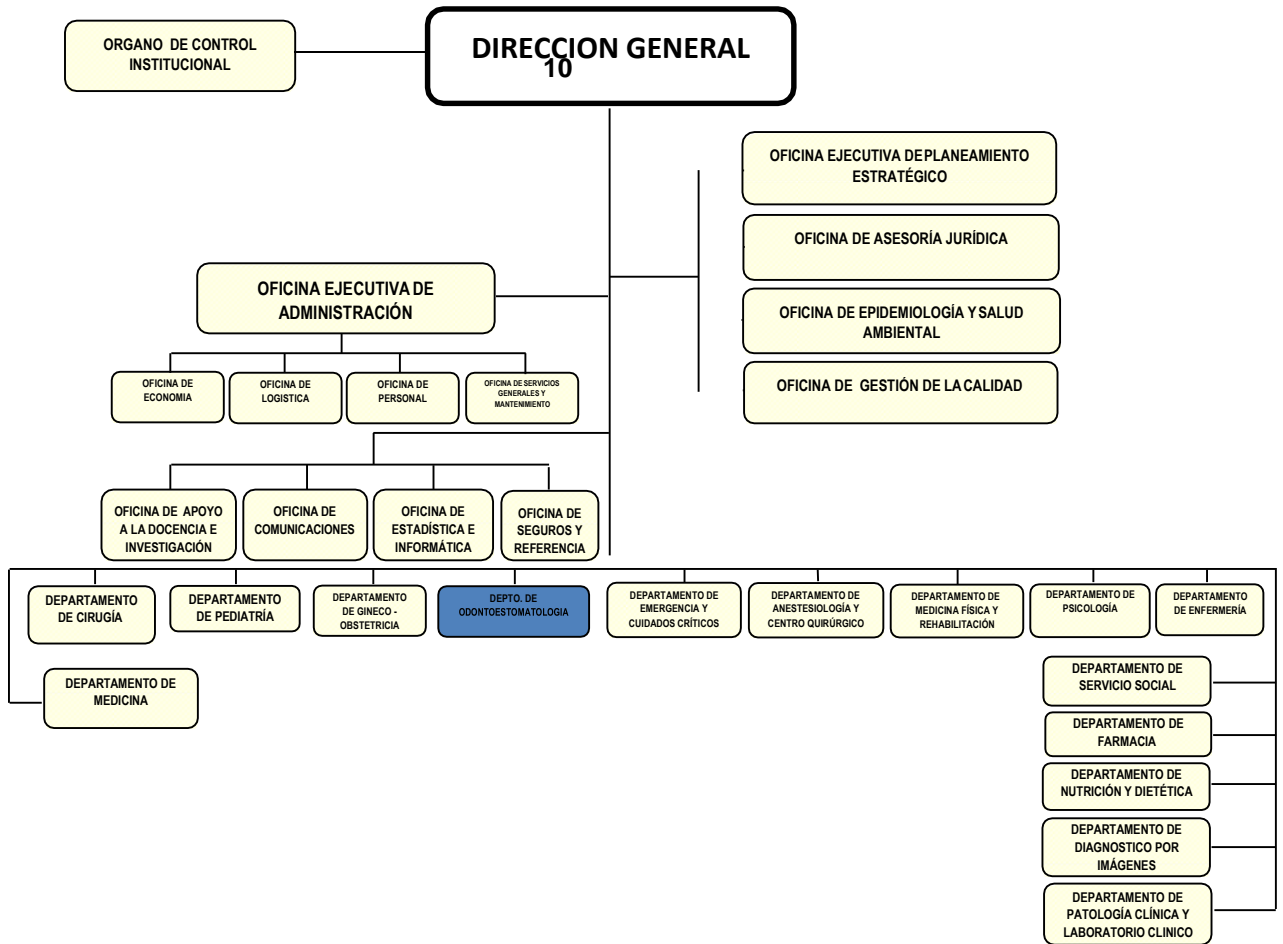 ORGANO DE CONTROL
INSTITUCIONAL
DIRECCION GENERAL
10
OFICINA EJECUTIVA DE PLANEAMIENTO
ESTRATÉGICO
OFICINA DE ASESORÍA JURÍDICA
OFICINA DE EPIDEMIOLOGÍA Y SALUD
AMBIENTAL
OFICINA DE GESTIÓN DE LA CALIDAD
OFICINA EJECUTIVA DE
ADMINISTRACIÓN
OFICINA DE
ECONOMIA
OFICINA DE
LOGISTICA
OFICINA DE
PERSONAL
OFICINA DE SERVICIOS
GENERALES Y
MANTENIMIENTO
OFICINA DE APOYO
A LA DOCENCIA E
INVESTIGACIÓN
OFICINA DE
COMUNICACIONES
OFICINA DE
ESTADÍSTICA E
INFORMÁTICA
OFICINA DE
SEGUROS Y
REFERENCIA
DEPARTAMENTO
DE CIRUGÍA
DEPARTAMENTO
DE PEDIATRÍA
DEPARTAMENTO
DE GINECO -
OBSTETRICIA
DEPTO. DE
ODONTOESTOMATOLOGIA
DEPARTAMENTO DE
EMERGENCIA Y
CUIDADOS CRÍTICOS
DEPARTAMENTO DE
ANESTESIOLOGÍA Y
CENTRO QUIRÚRGICO
DEPARTAMENTO DE
MEDICINA FÍSICA Y
REHABILITACIÓN
DEPARTAMENTO DE
PSICOLOGÍA
DEPARTAMENTO
DE ENFERMERÍA
DEPARTAMENTO DE
MEDICINA
DEPARTAMENTO DE
SERVICIO SOCIAL
DEPARTAMENTO DE
FARMACIA
DEPARTAMENTO DE
NUTRICIÓN Y DIETÉTICA
DEPARTAMENTO DE
DIAGNOSTICO POR
IMÁGENES
DEPARTAMENTO DE
PATOLOGÍA CLÍNICA Y
LABORATORIO CLINICO